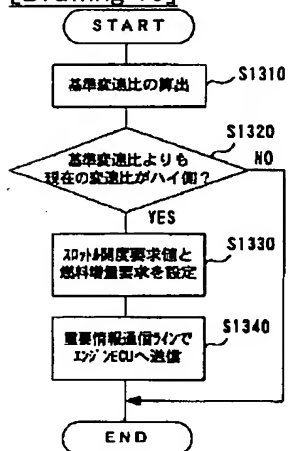 START
基準変速比の算出
S1310
S1320
基準変速比よりも
現在の変速比がハイ側?
NO
YES
スロットル開度要求値と
燃料増量要求を設定
S1330
重要情報通信ラインで
エンジンECUへ送信
S1340
END